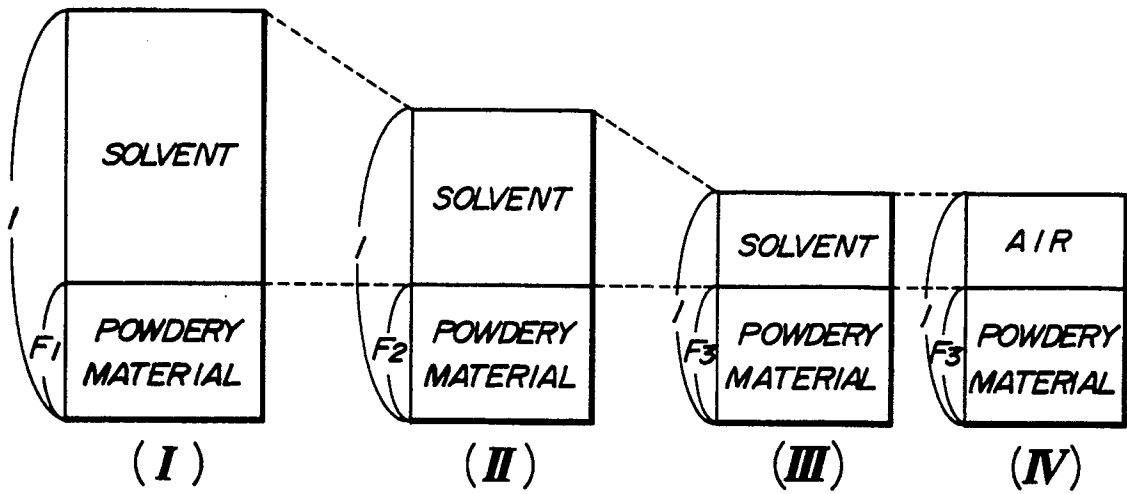 SOLVENT
1
F1
POWDERY
MATERIAL
(I)
SOLVENT
1
F2
POWDERY
MATERIAL
(II)
SOLVENT
1
F3
POWDERY
MATERIAL
(III)
AIR
1
F3
POWDERY
MATERIAL
(IV)